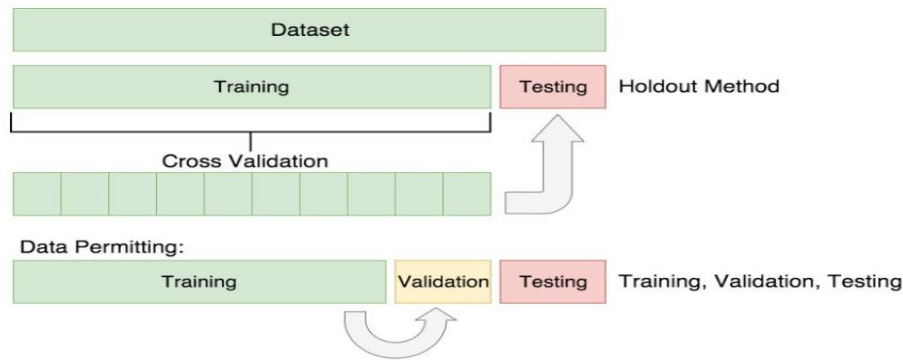 Dataset
Training Testing Holdout Method
Cross Validation
Data Permitting:
Training Validation Testing Training, Validation, Testing